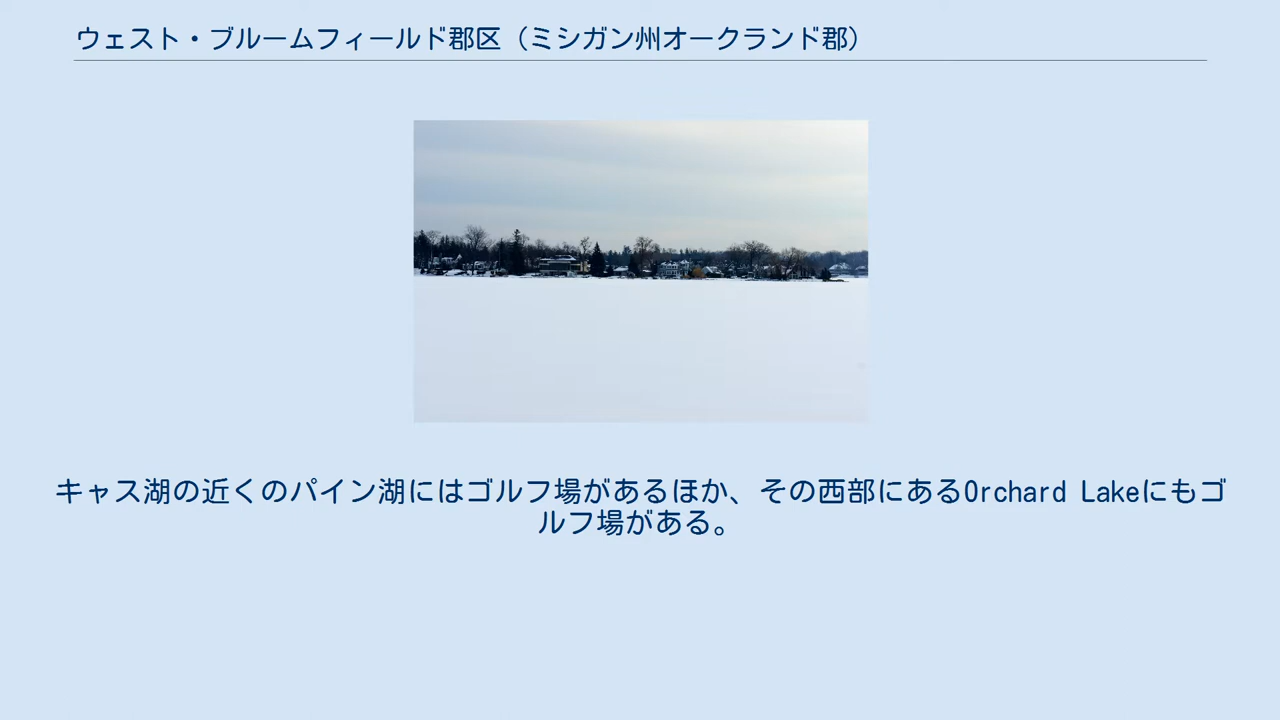 ウェスト・ブルームフィールド郡区（ミシガン州オークランド郡）
キャス湖の近くのパイン湖にはゴルフ場があるほか、その西部にあるOrchard Lakeにもゴ
ルフ場がある。